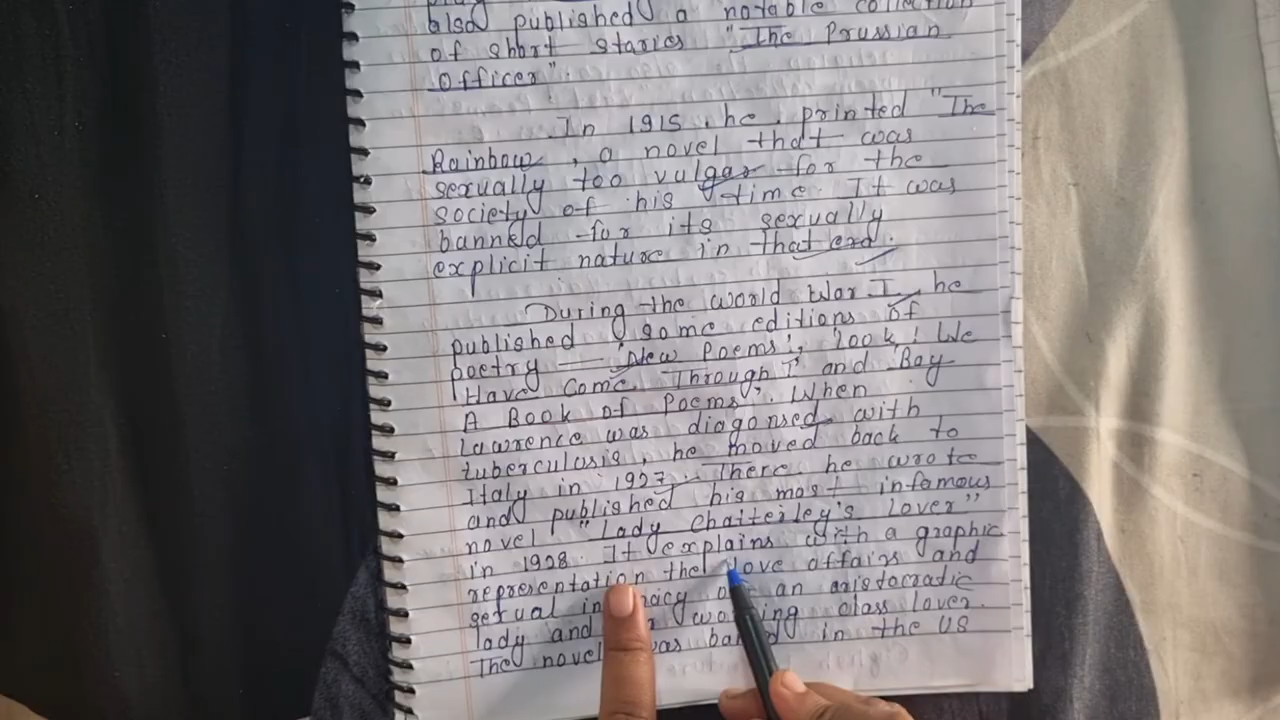 also published a notable collection
of short stories "The Prussian
Officer".
In 1915, he printed "The
Rainbow, a novel that was
sexually too vulgar for the
society of his time. It was
banned for its sexually
explicit nature in that era.
During the World War I, he
published some editions of
poetry — 'New Poems', 'Look! We
Have Come Through!' and Bay
A Book of Poems". When
Lawrence was diagonsed with
tuberculosis, he moved back to
Italy in 1927. There he wrote
and published his most infamous
novel "Lady Chatterley's lover"
in 1928. It explains with a graphic
representation the love affairs and
sexual an aristocratic
lady and class lover.
The novel in the US